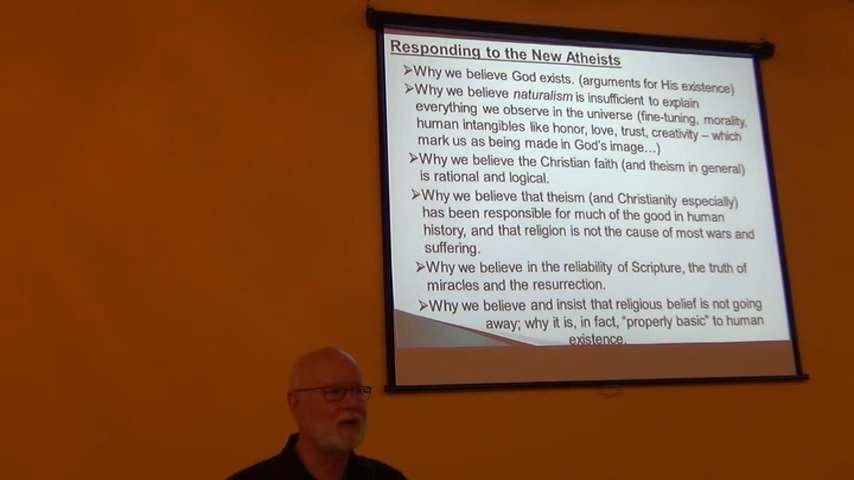 Responding to the New Atheists
➢Why we believe God exists. (arguments for His existence)
➢Why we believe naturalism is insufficient to explain
everything we observe in the universe (fine-tuning, morality,
human intangibles like honor, love, trust, creativity – which
mark us as being made in God's image…)
➢Why we believe the Christian faith (and theism in general)
is rational and logical.
➢Why we believe that theism (and Christianity especially)
has been responsible for much of the good in human
history, and that religion is not the cause of most wars and
suffering.
➢Why we believe in the reliability of Scripture, the truth of
miracles and the resurrection.
➢Why we believe and insist that religious belief is not going
away; why it is, in fact, "properly basic" to human
existence.